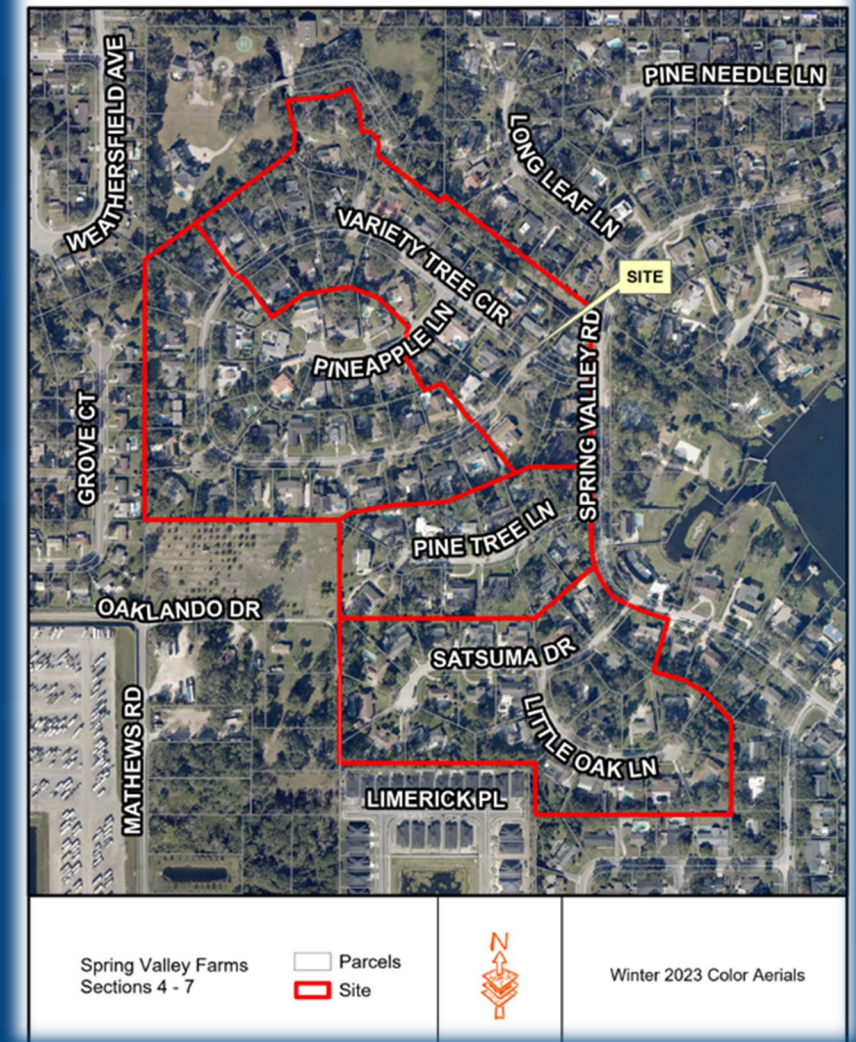 PINE NEEDLE LN
WEATHERSFIELD AVE
LONG LEAF LN
VARIETY TREE CIR
SITE
PINEAPPLE LN
SPRING VALLEY RD
GROVE CT
PINE TREE LN
OAKLANDO DR
SATSUMA DR
MATHEWS RD
LITTLE OAK LN
LIMERICK PL
Spring Valley Farms
Sections 4 - 7
Parcels
Site
N
Winter 2023 Color Aerials